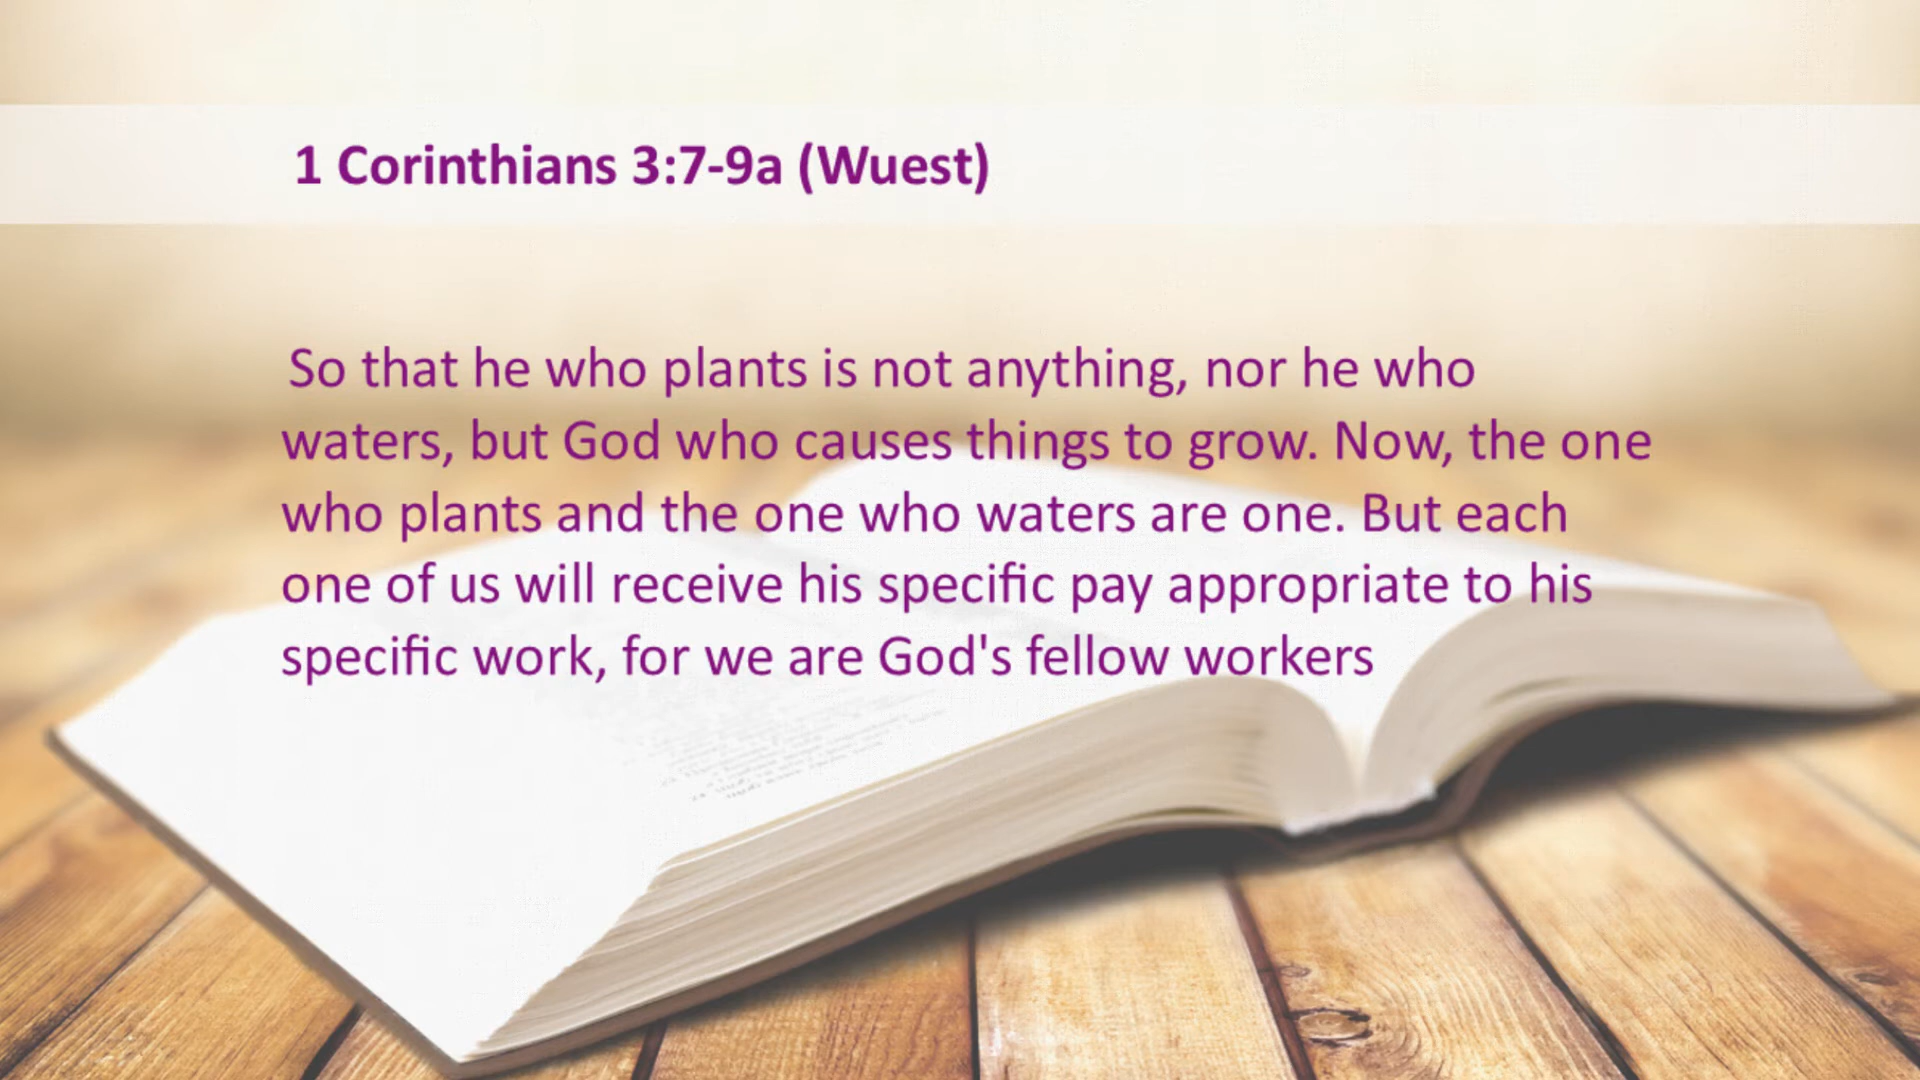 1 Corinthians 3:7-9a (Wuest)
So that he who plants is not anything, nor he who
waters, but God who causes things to grow. Now, the one
who plants and the one who waters are one. But each
one of us will receive his specific pay appropriate to his
specific work, for we are God's fellow workers